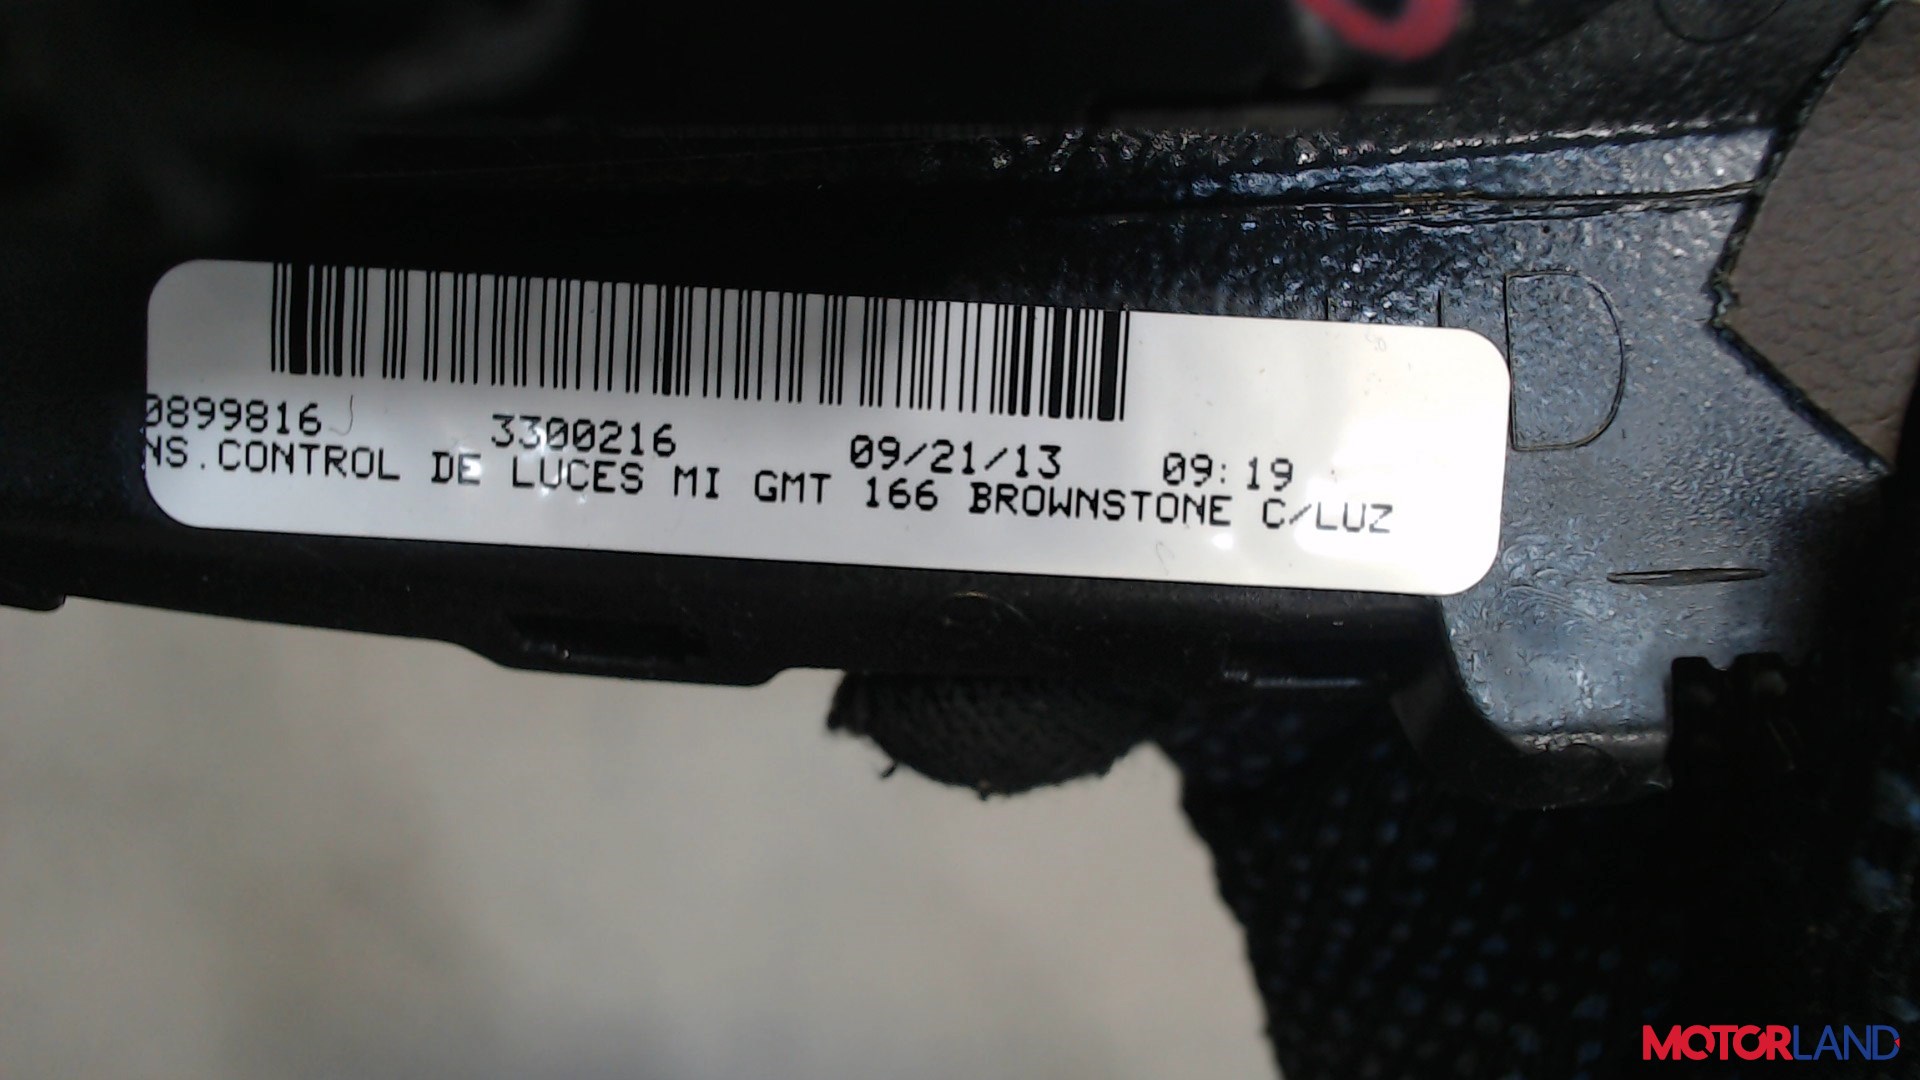 0899816 3300216 09/21/13 09:19
NS.CONTROL DE LUCES MI GMT 166 BROWNSTONE C/LUZ
D
MOTORLAND